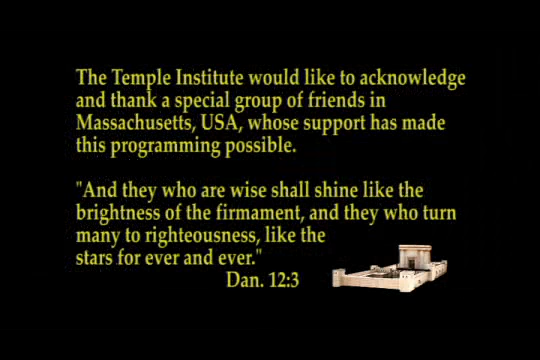 The Temple Institute would like to acknowledge
and thank a special group of friends in
Massachusetts, USA, whose support has made
this programming possible.
"And they who are wise shall shine like the
brightness of the firmament, and they who turn
many to righteousness, like the
stars for ever and ever."
Dan. 12:3